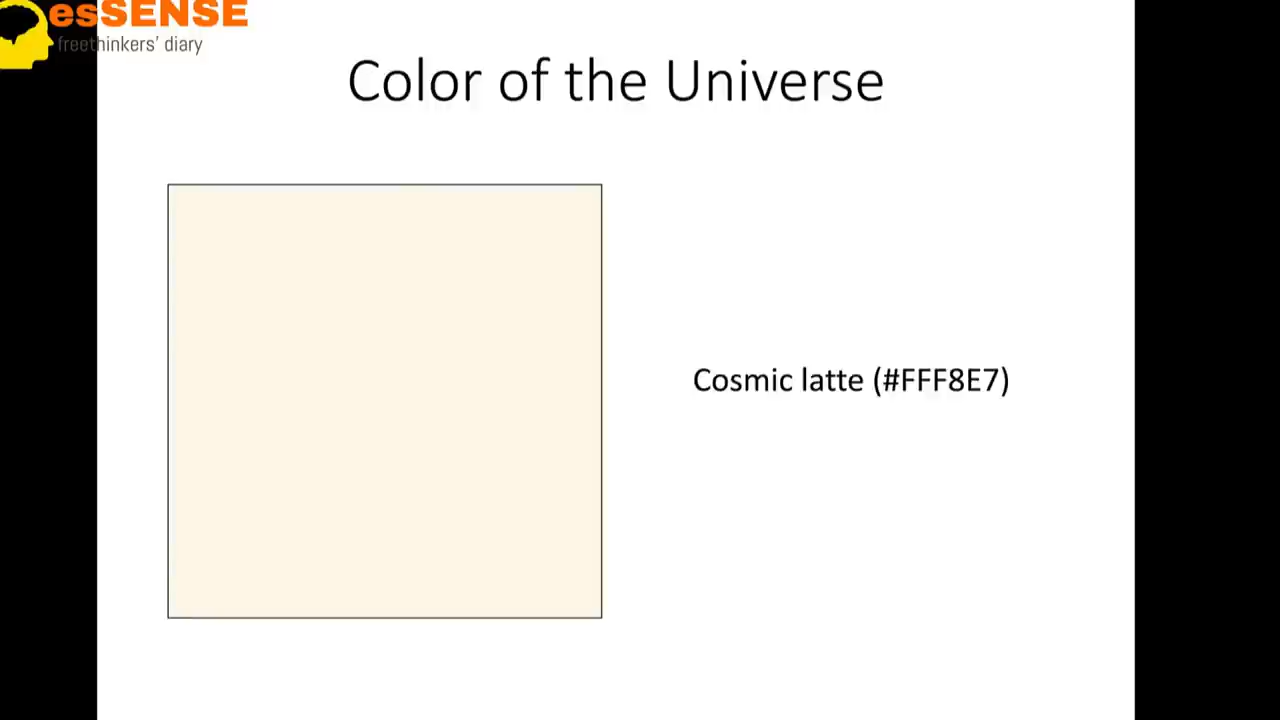 esSENSE
freethinkers' diary
Color of the Universe
Cosmic latte (#FFF8E7)